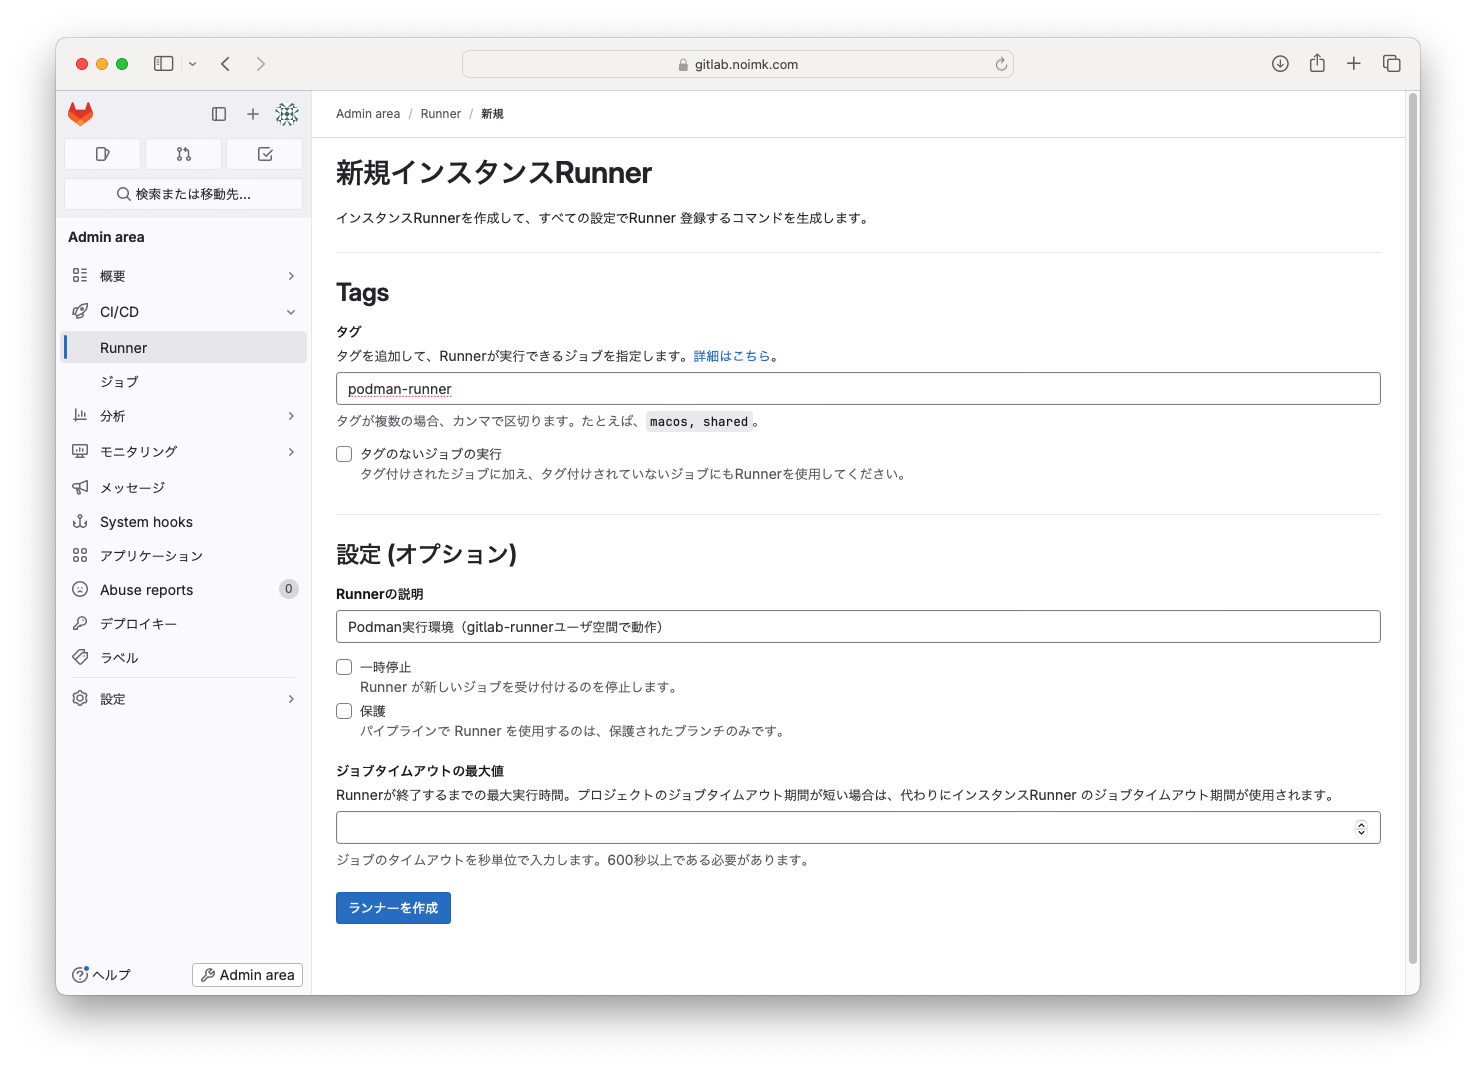 gitlab.noimk.com
検索または移動先...
Admin area
概要
CI/CD
Runner
ジョブ
分析
モニタリング
メッセージ
System hooks
アプリケーション
Abuse reports 0
デプロイキー
ラベル
設定
ヘルプ
Admin area
Admin area / Runner / 新規
新規インスタンスRunner
インスタンスRunnerを作成して、すべての設定でRunner 登録するコマンドを生成します。
Tags
タグ
タグを追加して、Runnerが実行できるジョブを指定します。詳細はこちら。
podman-runner
タグが複数の場合、カンマで区切ります。たとえば、macos, shared。
タグのないジョブの実行
タグ付けされたジョブに加え、タグ付けされていないジョブにもRunnerを使用してください。
設定 (オプション)
Runnerの説明
Podman実行環境（gitlab-runnerユーザ空間で動作）
一時停止
Runner が新しいジョブを受け付けるのを停止します。
保護
パイプラインで Runner を使用するのは、保護されたブランチのみです。
ジョブタイムアウトの最大値
Runnerが終了するまでの最大実行時間。プロジェクトのジョブタイムアウト期間が短い場合は、代わりにインスタンスRunner のジョブタイムアウト期間が使用されます。
ジョブのタイムアウトを秒単位で入力します。600秒以上である必要があります。
ランナーを作成